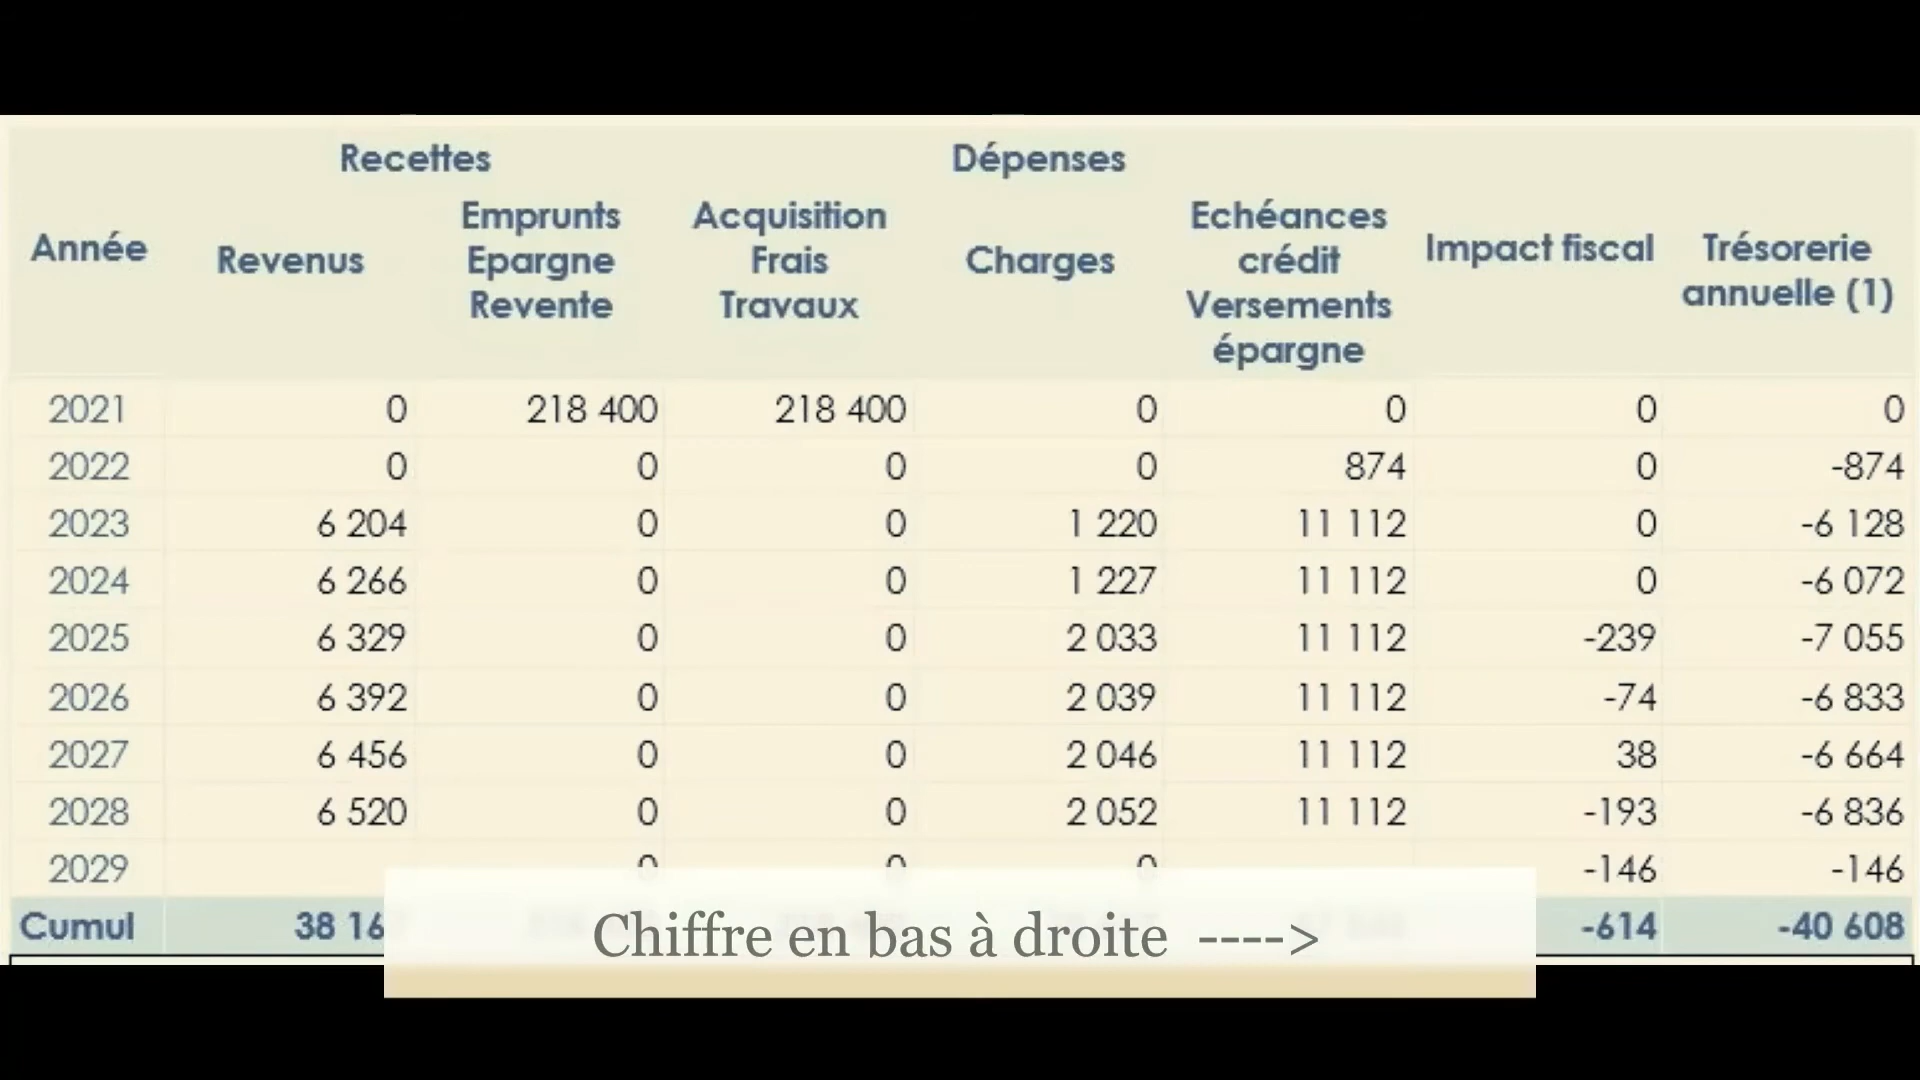 Recettes Dépenses
Année Revenus Emprunts Epargne Revente Acquisition Frais Travaux Charges Echéances crédit Versements épargne Impact fiscal Trésorerie annuelle (1)
2021 0 218 400 218 400 0 0 0 0
2022 0 0 0 0 874 0 -874
2023 6 204 0 0 1 220 11 112 0 -6 128
2024 6 266 0 0 1 227 11 112 0 -6 072
2025 6 329 0 0 2 033 11 112 -239 -7 055
2026 6 392 0 0 2 039 11 112 -74 -6 833
2027 6 456 0 0 2 046 11 112 38 -6 664
2028 6 520 0 0 2 052 11 112 -193 -6 836
2029 0 0 0 -146 -146
Cumul 38 16 -614 -40 608
Chiffre en bas à droite ---->